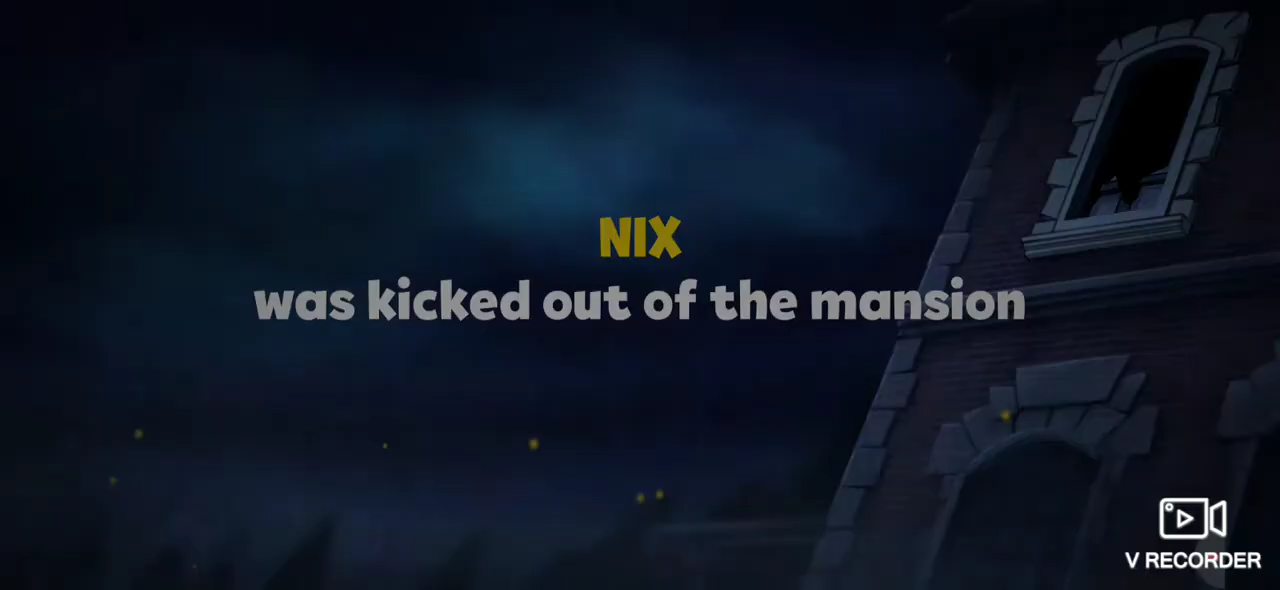 NIX
was kicked out of the mansion
V RECORDER